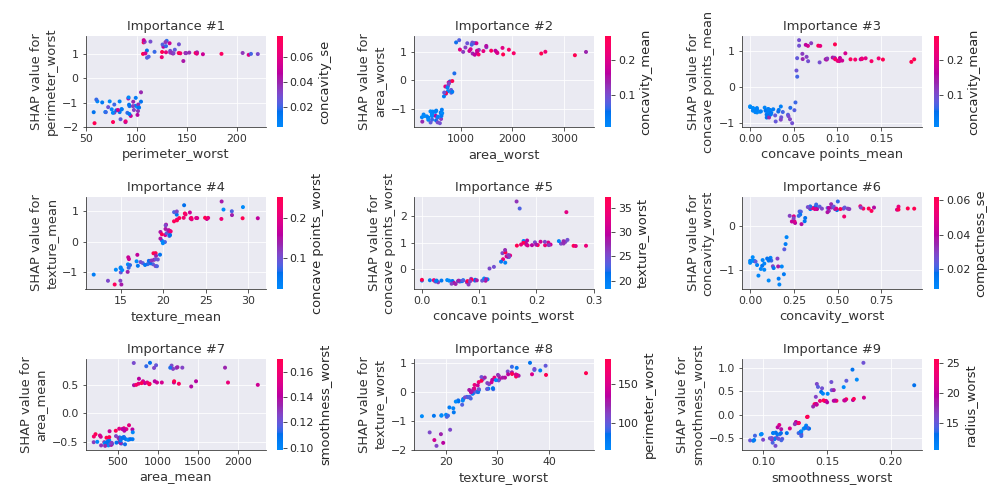 Importance #1
SHAP value for
perimeter_worst
1
0
−1
−2
50
100
150
200
perimeter_worst
0.06
0.04
0.02
concavity_se
Importance #2
SHAP value for
area_worst
1
0
−1
1000
2000
3000
area_worst
0.2
0.1
concavity_mean
Importance #3
SHAP value for
concave points_mean
1
0
−1
0.00
0.05
0.10
0.15
concave points_mean
0.2
0.1
concavity_mean
Importance #4
SHAP value for
texture_mean
1
0
−1
15
20
25
30
texture_mean
0.2
0.1
concave points_worst
Importance #5
SHAP value for
concave points_worst
2
1
0
0.0
0.1
0.2
0.3
concave points_worst
35
30
25
20
texture_worst
Importance #6
SHAP value for
concavity_worst
0
−1
0.00
0.25
0.50
0.75
concavity_worst
0.06
0.04
0.02
compactness_se
Importance #7
SHAP value for
area_mean
0.5
0.0
−0.5
500
1000
1500
2000
area_mean
0.16
0.14
0.12
0.10
smoothness_worst
Importance #8
SHAP value for
texture_worst
1
0
−1
−2
20
30
40
texture_worst
150
100
perimeter_worst
Importance #9
SHAP value for
smoothness_worst
1.0
0.5
0.0
−0.5
0.10
0.15
0.20
smoothness_worst
25
20
15
radius_worst